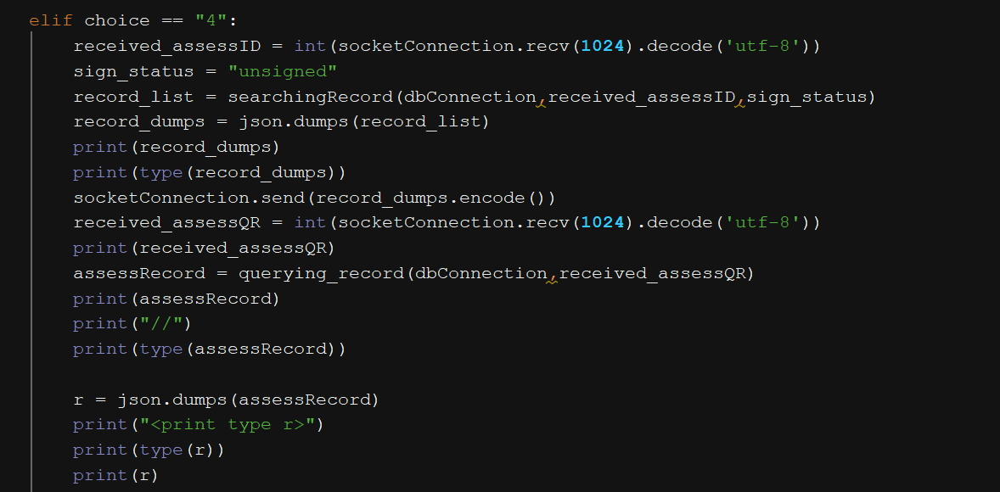 elif choice == "4":
    received_assessID = int(socketConnection.recv(1024).decode('utf-8'))
    sign_status = "unsigned"
    record_list = searchingRecord(dbConnection,received_assessID,sign_status)
    record_dumps = json.dumps(record_list)
    print(record_dumps)
    print(type(record_dumps))
    socketConnection.send(record_dumps.encode())
    received_assessQR = int(socketConnection.recv(1024).decode('utf-8'))
    print(received_assessQR)
    assessRecord = querying_record(dbConnection,received_assessQR)
    print(assessRecord)
    print("//")
    print(type(assessRecord))

    r = json.dumps(assessRecord)
    print("<print type r>")
    print(type(r))
    print(r)